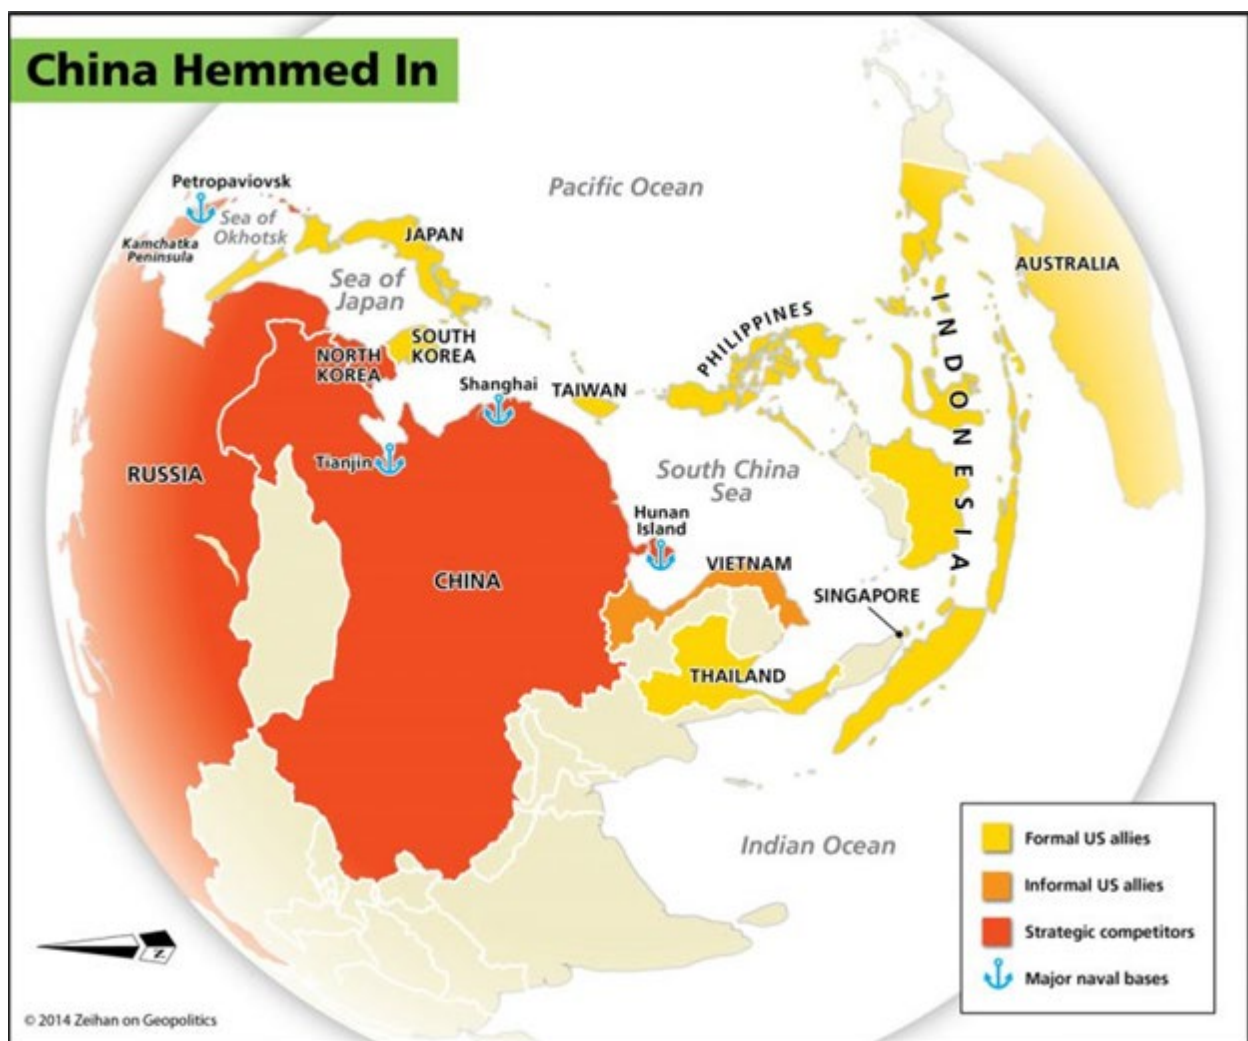 China Hemmed In
Petropaviovsk
Sea of
Okhotsk
Kamchatka
Peninsula
Pacific Ocean
JAPAN
Sea of
Japan
AUSTRALIA
SOUTH
KOREA
NORTH
KOREA
PHILIPPINES
INDONESIA
Shanghai
TAIWAN
Tianjin
RUSSIA
South China
Sea
Hunan
Island
CHINA
VIETNAM
SINGAPORE
THAILAND
Indian Ocean
Formal US allies
Informal US allies
Strategic competitors
Major naval bases
N
© 2014 Zeihan on Geopolitics